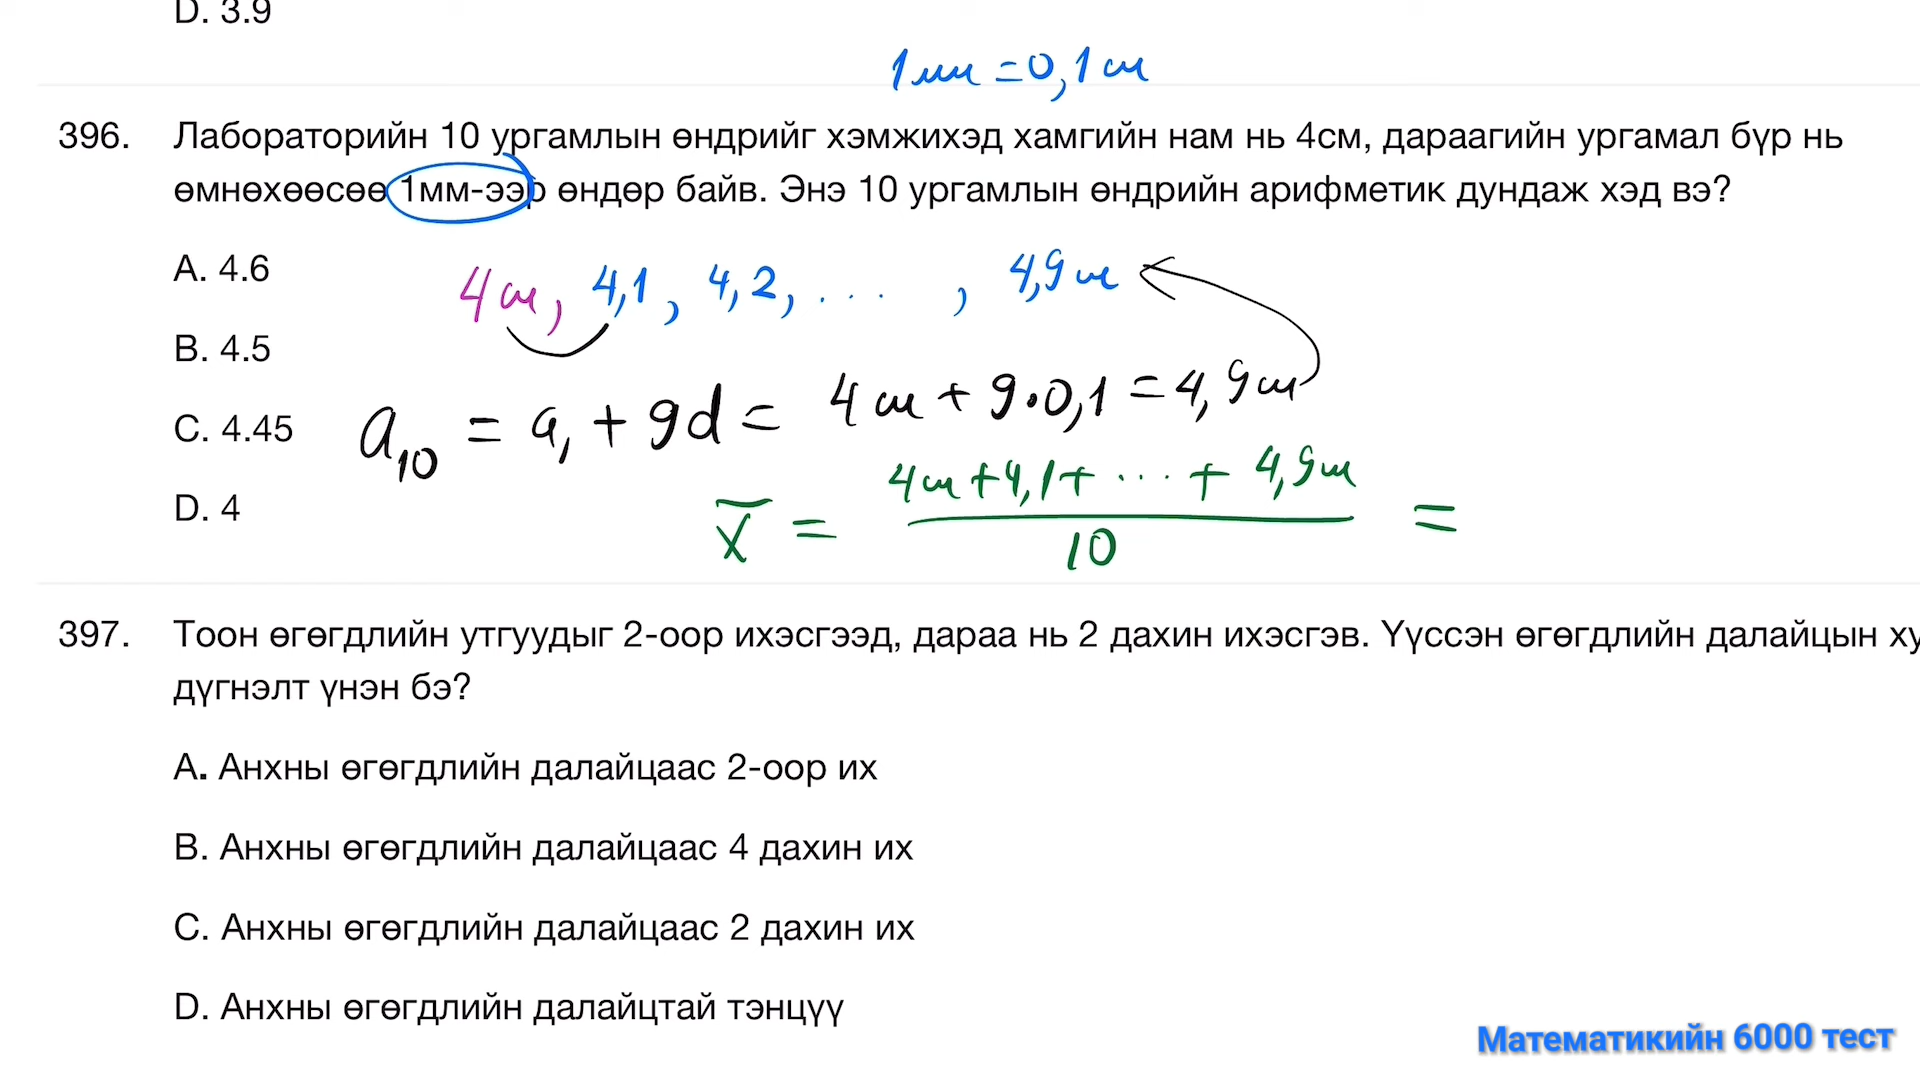 D. 3.9
1мм = 0,1 см
396. Лабораторийн 10 ургамлын өндрийг хэмжихэд хамгийн нам нь 4см, дараагийн ургамал бүр нь
өмнөхөөсөө 1мм-ээр өндөр байв. Энэ 10 ургамлын өндрийн арифметик дундаж хэд вэ?
A. 4.6
4см, 4,1, 4,2, ... , 4,9см
B. 4.5
C. 4.45
a₁₀ = a₁ + 9d = 4см + 9·0,1 = 4,9см
D. 4
x̅ = (4см+4,1+ ... + 4,9см)/10 =
397. Тоон өгөгдлийн утгуудыг 2-оор ихэсгээд, дараа нь 2 дахин ихэсгэв. Үүссэн өгөгдлийн далайцын ху
дүгнэлт үнэн бэ?
A. Анхны өгөгдлийн далайцаас 2-оор их
B. Анхны өгөгдлийн далайцаас 4 дахин их
C. Анхны өгөгдлийн далайцаас 2 дахин их
D. Анхны өгөгдлийн далайцтай тэнцүү
Математикийн 6000 тест